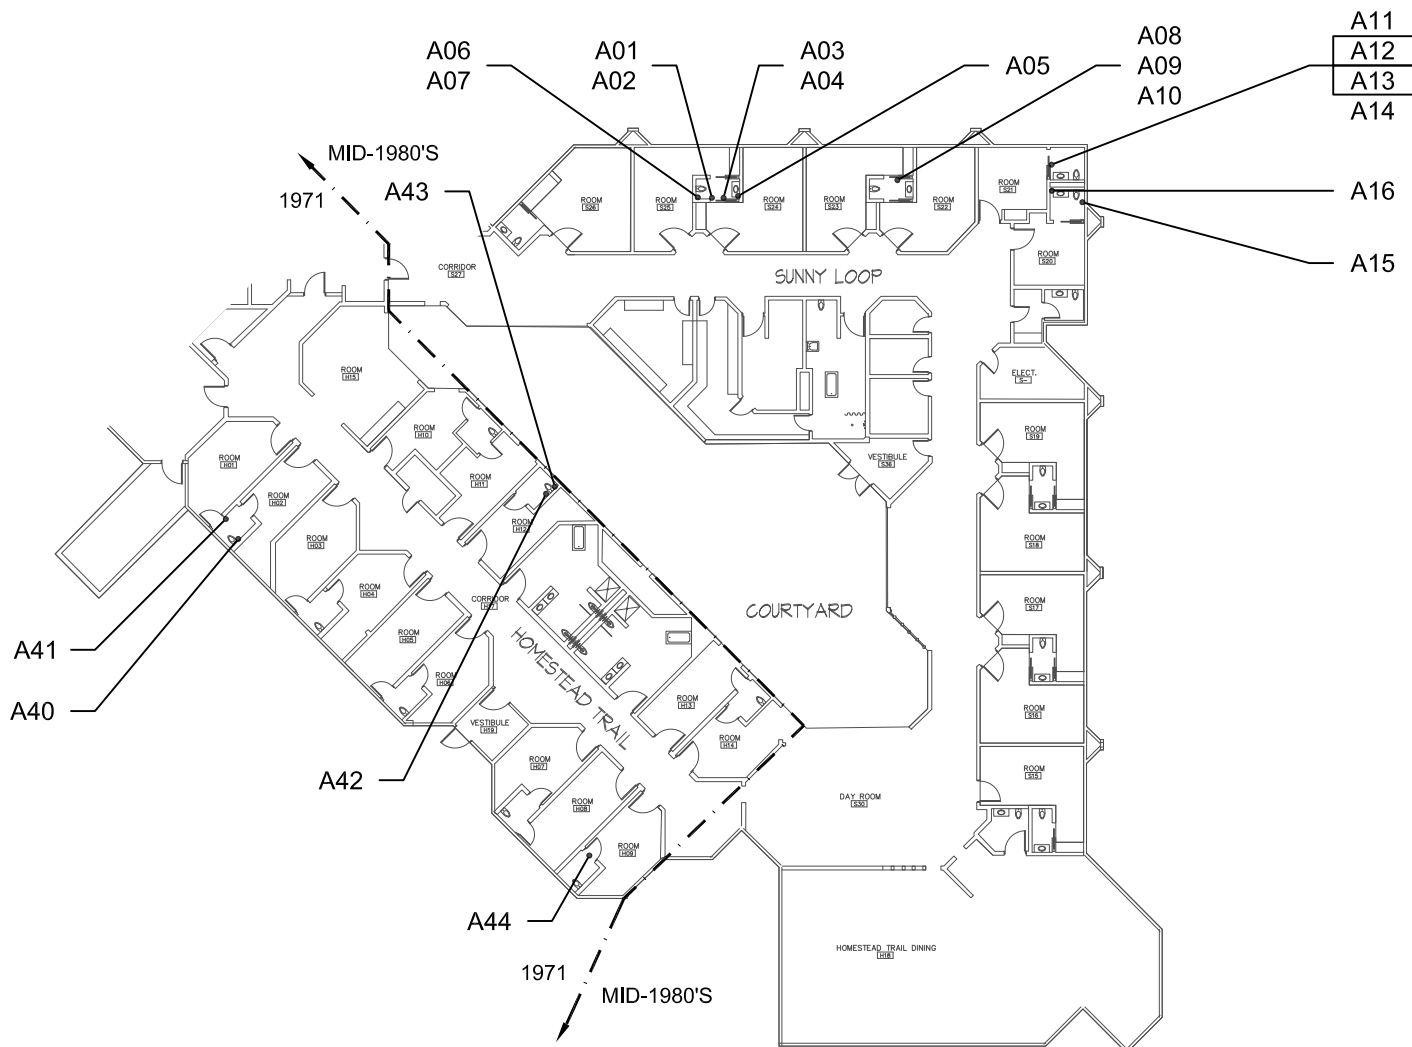 A11
A08
A12
A06
A01
A03
A09
A05
A07
A02
A04
A13
A10
A14
MID-1980'S
1971
A43
A16
A15
ROOM
S26
ROOM
S25
ROOM
S24
ROOM
S23
ROOM
S22
ROOM
S21
ROOM
S20
CORRIDOR
S27
SUNNY LOOP
ROOM
H15
ELECT.
S-
ROOM
H10
ROOM
S19
ROOM
H01
ROOM
H11
VESTIBULE
S36
ROOM
H02
ROOM
H12
ROOM
H03
ROOM
S18
ROOM
H04
CORRIDOR
H17
COURTYARD
ROOM
S17
ROOM
H05
HOMESTEAD TRAIL
A41
ROOM
H06
A40
ROOM
H13
ROOM
S16
VESTIBULE
H19
ROOM
H14
ROOM
H07
A42
ROOM
S15
ROOM
H08
DAY ROOM
S30
ROOM
H09
A44
HOMESTEAD TRAIL DINING
H18
1971
MID-1980'S